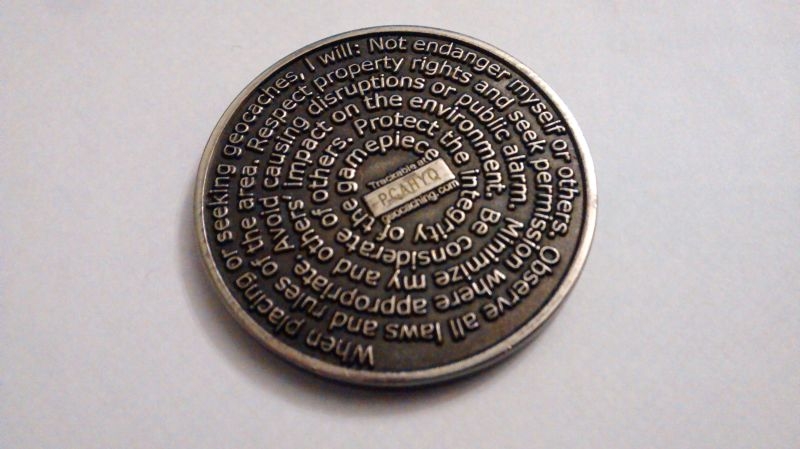 When placing or seeking geocaches, I will: Not endanger myself or others. Observe all laws and rules of the area. Respect property rights and seek permission where appropriate. Avoid causing disruptions or public alarm. Minimize my and others' impact on the environment. Be considerate of others. Protect the integrity of the gamepiece.
Trackable at
PCAHYQ
geocaching.com